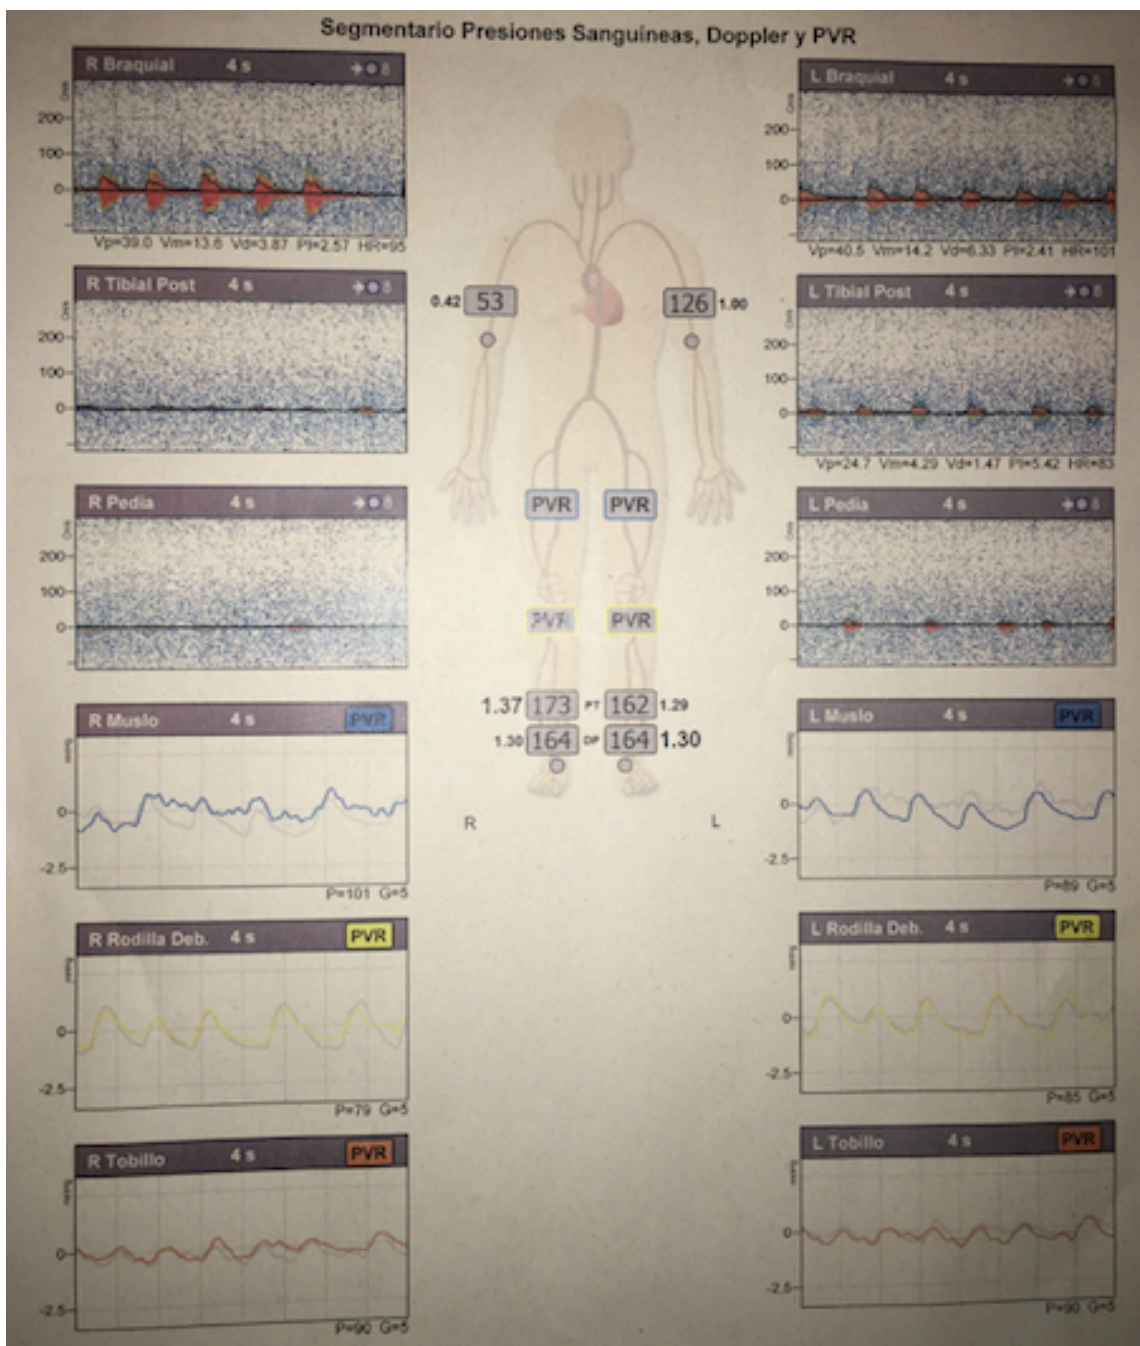 Segmentario Presiones Sanguineas, Doppler y PVR
R Braquial 4 s
200
100
0
Vp=39.0 Vm=13.6 Vd=3.87 PI=2.57 HR=95
R Tibial Post 4 s
200
100
0
R Pedia 4 s
200
100
0
R Muslo 4 s PVR
0
-2.5
P=101 G=5
R Rodilla Deb. 4 s PVR
0
-2.5
P=79 G=5
R Tobillo 4 s PVR
0
-2.5
P=90 G=5
0.42 53 126 1.00
PVR PVR
PVR PVR
1.37 173 PT 162 1.29
1.30 164 DP 164 1.30
R L
L Braquial 4 s
200
100
0
Vp=40.5 Vm=14.2 Vd=6.33 PI=2.41 HR=101
L Tibial Post 4 s
200
100
0
Vp=24.7 Vm=4.29 Vd=1.47 PI=5.42 HR=83
L Pedia 4 s
200
100
0
L Muslo 4 s PVR
0
-2.5
P=89 G=5
L Rodilla Deb. 4 s PVR
0
-2.5
P=85 G=5
L Tobillo 4 s PVR
0
-2.5
P=90 G=5